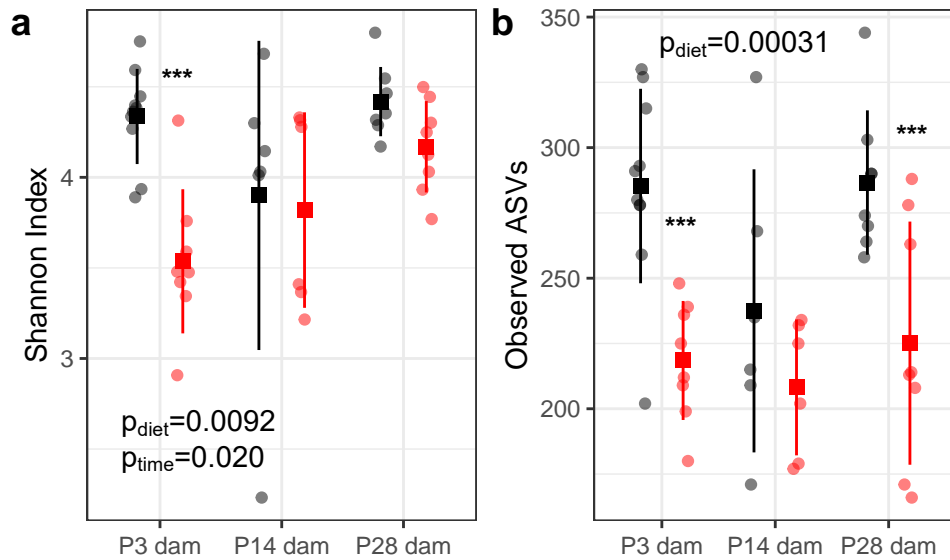 a
Shannon Index
4
3
***
p_diet=0.0092
p_time=0.020
P3 dam P14 dam P28 dam
b
Observed ASVs
350
300
250
200
p_diet=0.00031
***
***
P3 dam P14 dam P28 dam